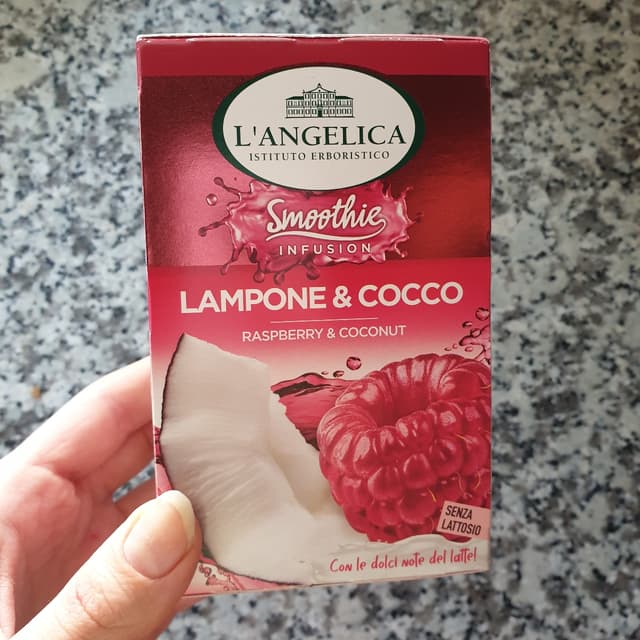 L'ANGELICA
ISTITUTO ERBORISTICO
Smoothie
INFUSION
LAMPONE & COCCO
RASPBERRY & COCONUT
SENZA
LATTOSIO
Con le dolci note del latte!